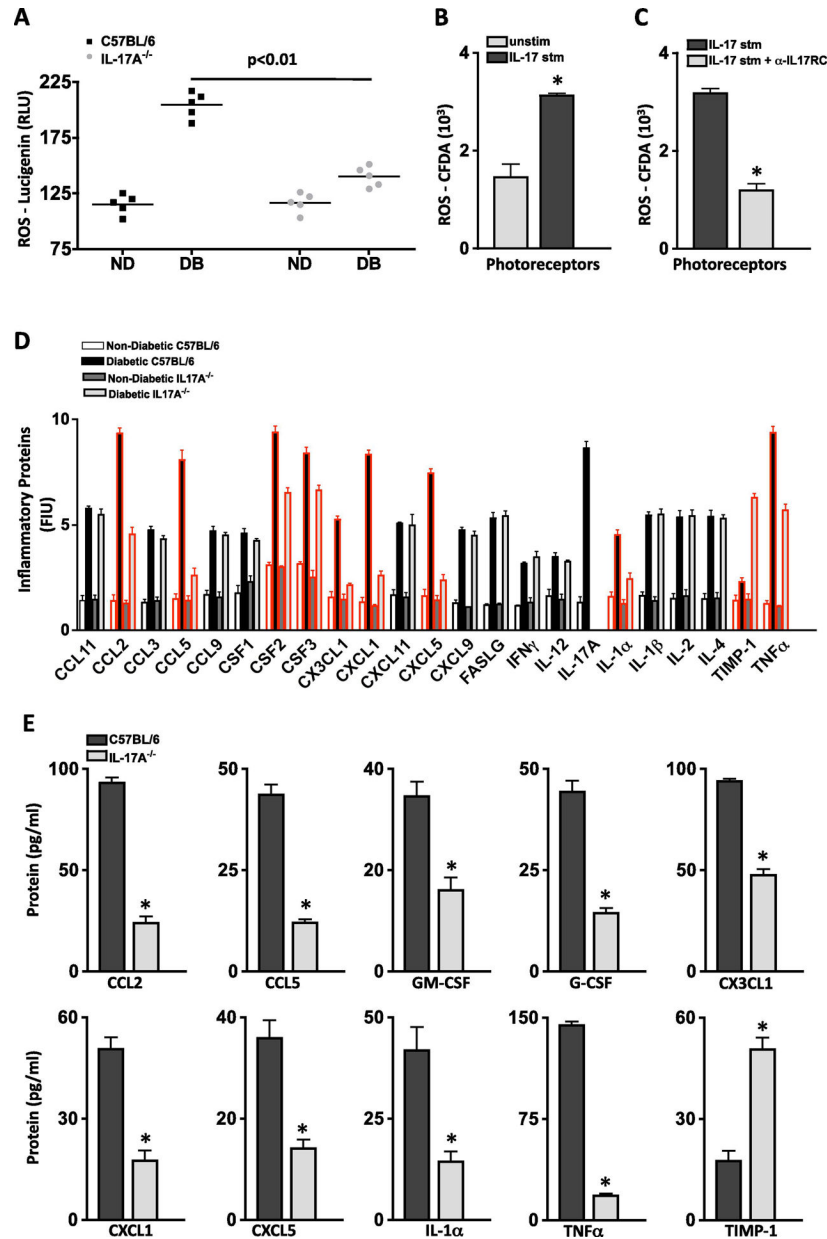 A
C57BL/6
IL-17A-/-
p<0.01
ROS - Lucigenin (RLU)
225
175
125
75
ND DB ND DB
B
unstim
IL-17 stm
*
ROS - CFDA (10³)
4
2
0
Photoreceptors
C
IL-17 stm
IL-17 stm + α-IL17RC
*
ROS - CFDA (10³)
4
2
0
Photoreceptors
D
Non-Diabetic C57BL/6
Diabetic C57BL/6
Non-Diabetic IL17A-/-
Diabetic IL17A-/-
Inflammatory Proteins
(FIU)
10
5
0
CCL11 CCL2 CCL3 CCL5 CCL9 CSF1 CSF2 CSF3 CX3CL1 CXCL1 CXCL11 CXCL5 CXCL9 FASLG IFNγ IL-12 IL-17A IL-1α IL-1β IL-2 IL-4 TIMP-1 TNFα
E
C57BL/6
IL-17A-/-
Protein (pg/ml)
100
50
0
*
CCL2
50
25
0
*
CCL5
40
20
0
*
GM-CSF
50
25
0
*
G-CSF
100
50
0
*
CX3CL1
Protein (pg/ml)
60
30
0
*
CXCL1
40
20
0
*
CXCL5
50
25
0
*
IL-1α
150
75
0
*
TNFα
60
30
0
*
TIMP-1